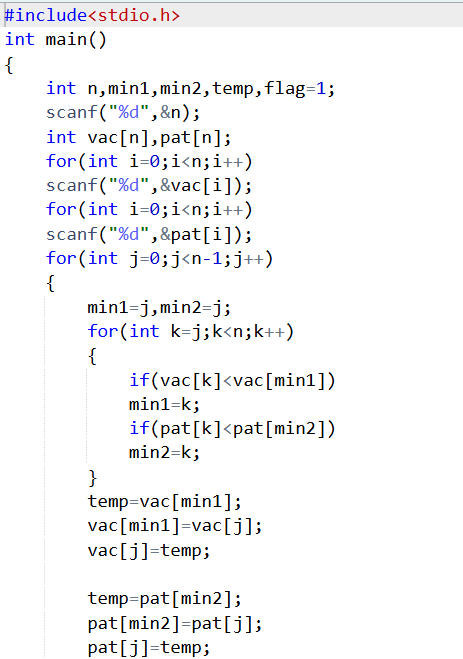 #include<stdio.h>
int main()
{
    int n,min1,min2,temp,flag=1;
    scanf("%d",&n);
    int vac[n],pat[n];
    for(int i=0;i<n;i++)
    scanf("%d",&vac[i]);
    for(int i=0;i<n;i++)
    scanf("%d",&pat[i]);
    for(int j=0;j<n-1;j++)
    {
        min1=j,min2=j;
        for(int k=j;k<n;k++)
        {
            if(vac[k]<vac[min1])
            min1=k;
            if(pat[k]<pat[min2])
            min2=k;
        }
        temp=vac[min1];
        vac[min1]=vac[j];
        vac[j]=temp;

        temp=pat[min2];
        pat[min2]=pat[j];
        pat[j]=temp;